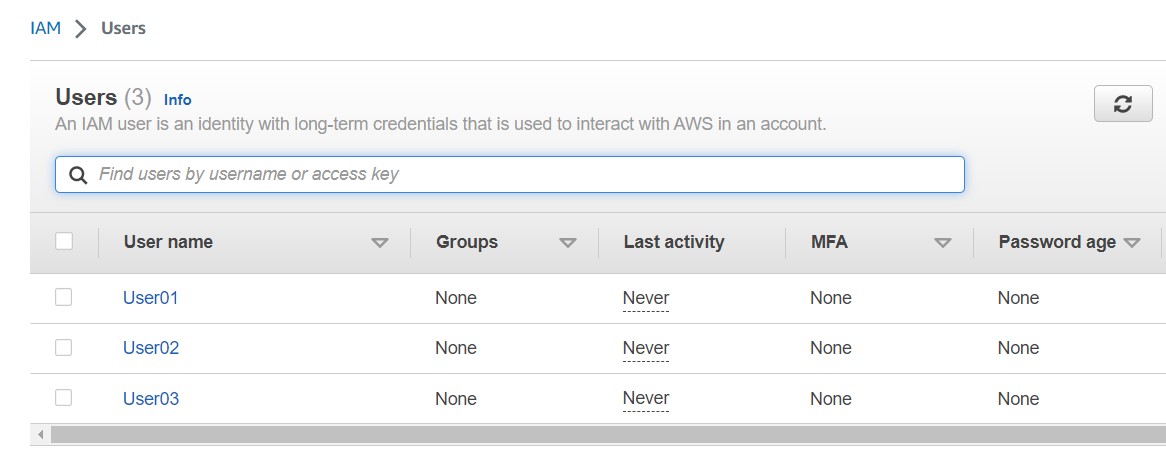 IAM > Users
Users (3) Info
An IAM user is an identity with long-term credentials that is used to interact with AWS in an account.
Find users by username or access key
User name Groups Last activity MFA Password age
User01 None Never None None
User02 None Never None None
User03 None Never None None